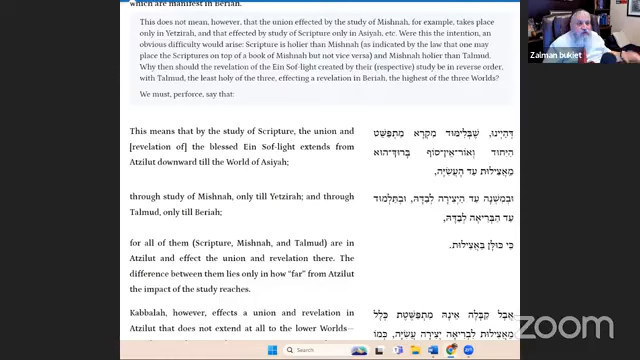 which are manifest in Beriah.
This does not mean, however, that the union effected by the study of Mishnah, for example, takes place
only in Yetzirah, and that effected by study of Scripture only in Asiyah, etc. Were this the intention, an
obvious difficulty would arise: Scripture is holier than Mishnah (as indicated by the law that one may
place the Scriptures on top of a book of Mishnah but not vice versa) and Mishnah holier than Talmud.
Why then should the revelation of the Ein Sof-light created by their (respective) study be in reverse order,
with Talmud, the least holy of the three, effecting a revelation in Beriah, the highest of the three Worlds?
We must, perforce, say that:
This means that by the study of Scripture, the union and
[revelation of] the blessed Ein Sof-light extends from
Atzilut downward till the World of Asiyah;
דְּהַיְינוּ, שֶׁבְּלִימּוּד מִקְרָא מִתְפַּשֵּׁט
הַיִּחוּד וְאוֹר־אֵין־סוֹף בָּרוּךְ־הוּא
מֵאֲצִילוּת עַד הָעֲשִׂיָּה,
through study of Mishnah, only till Yetzirah; and through
Talmud, only till Beriah;
וּבְמִשְׁנָה עַד הַיְצִירָה לְבַדָּהּ, וּבְתַלְמוּד
עַד הַבְּרִיאָה לְבַדָּהּ,
for all of them (Scripture, Mishnah, and Talmud) are in
Atzilut and effect the union and revelation there. The
difference between them lies only in how "far" from Atzilut
the impact of the study reaches.
כִּי כוּלָּן בַּאֲצִילוּת.
Kabbalah, however, effects a union and revelation in
Atzilut that does not extend at all to the lower Worlds—
אֲבָל קַבָּלָה אֵינָהּ מִתְפַּשֶּׁטֶת כְּלָל
מֵאֲצִילוּת לִבְרִיאָה יְצִירָה עֲשִׂיָּה, כְּמוֹ
Zalman bukiet
Search
zoom